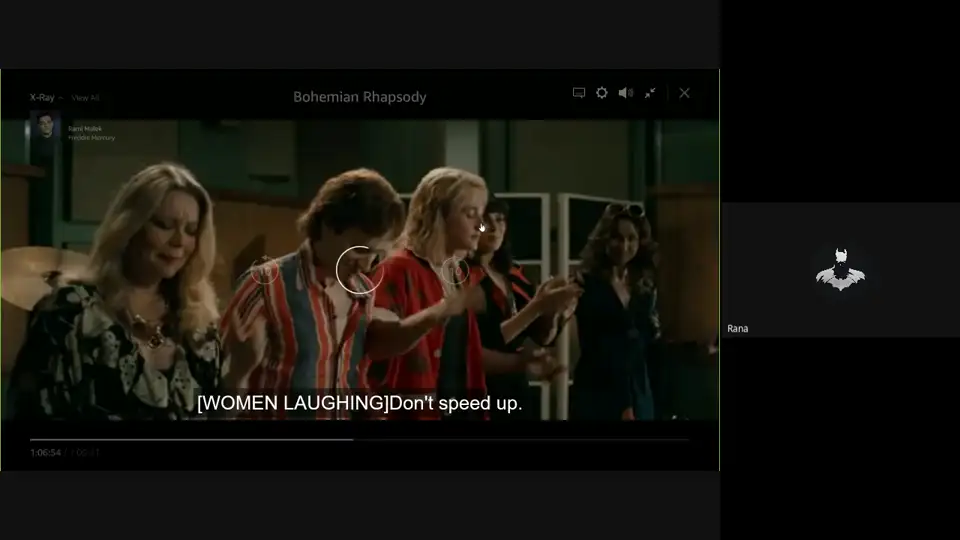 X-Ray
View All
Bohemian Rhapsody
Rami Malek
Freddie Mercury
[WOMEN LAUGHING]Don't speed up.
1:06:54
Rana